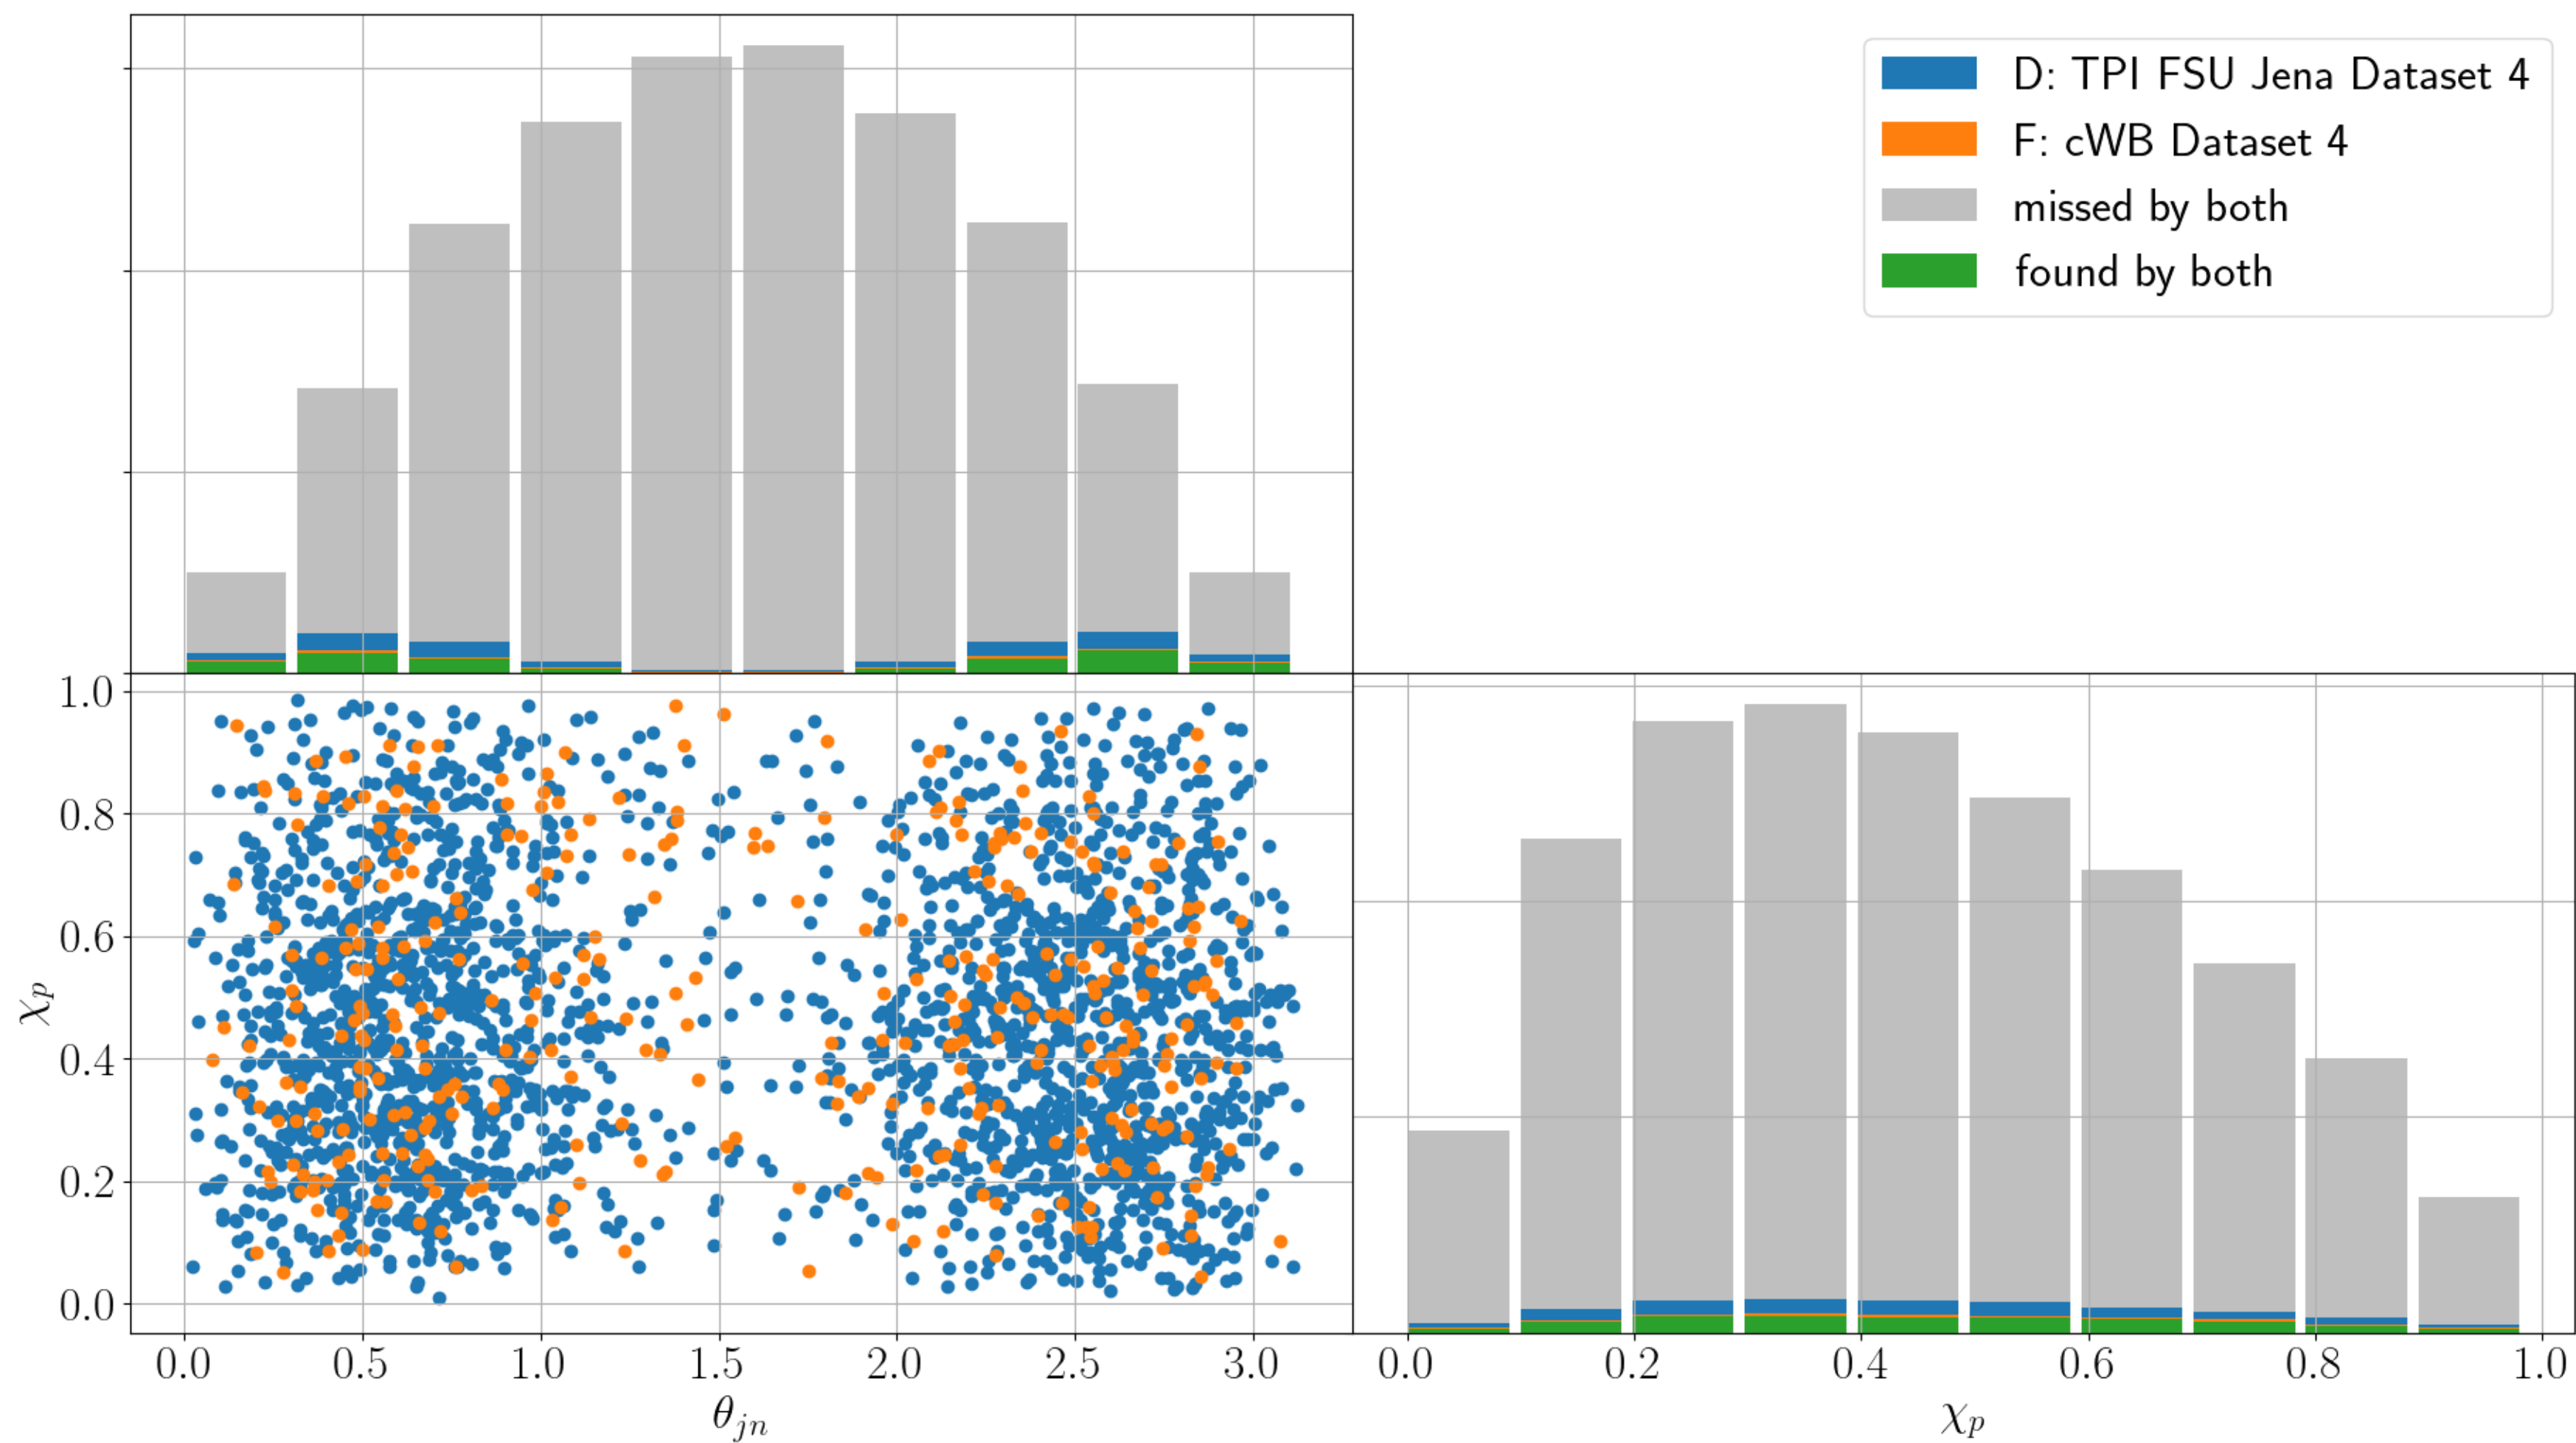 D: TPI FSU Jena Dataset 4
F: cWB Dataset 4
missed by both
found by both
1.0
0.8
0.6
0.4
0.2
0.0
χp
0.0 0.5 1.0 1.5 2.0 2.5 3.0
θjn
0.0 0.2 0.4 0.6 0.8 1.0
χp